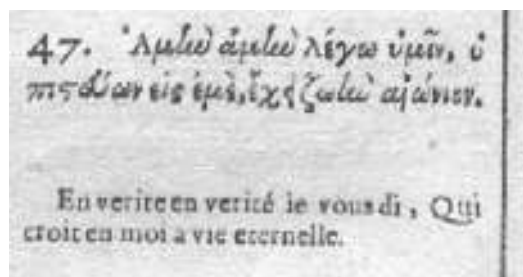 47. Ἀμὴν ἀμὴν λέγω ὑμῖν, ὁ
πιστεύων εἰς ἐμὲ, ἔχει ζωὴν αἰώνιον.
En verite en verité ie vous di, Qui
croit en moi a vie eternelle.